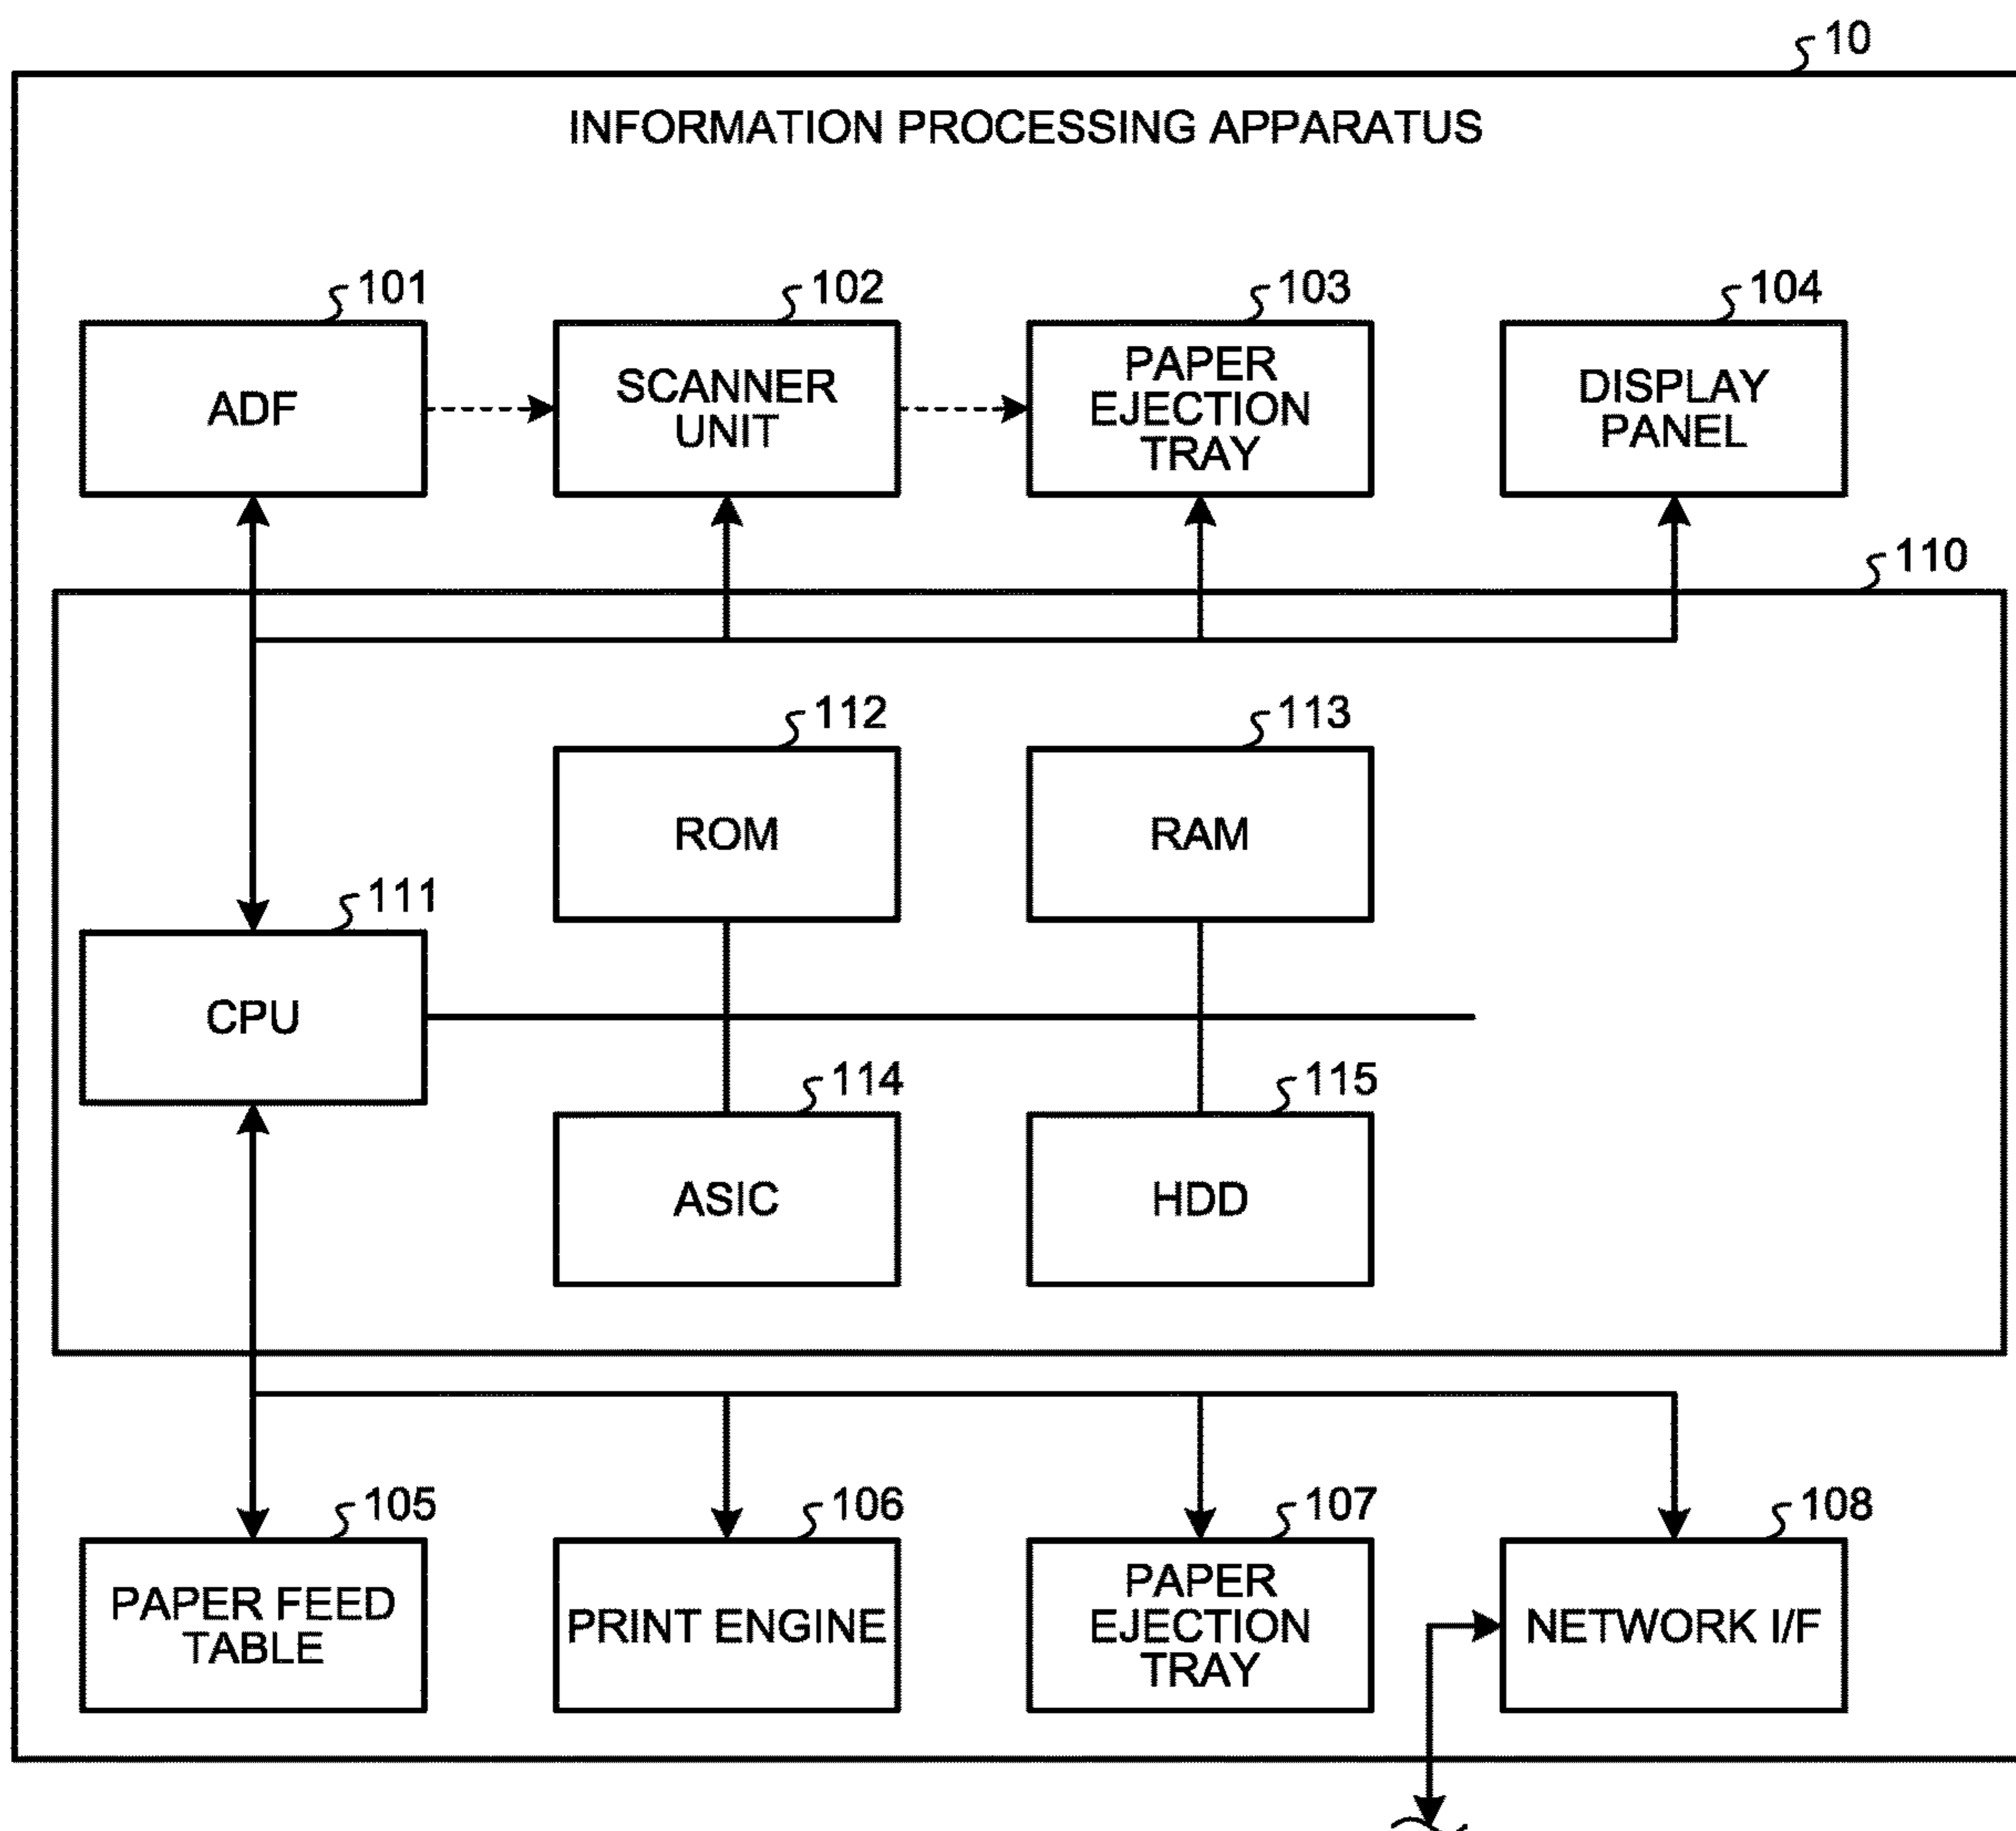 10
INFORMATION PROCESSING APPARATUS
101
102
103
104
ADF
SCANNER
UNIT
PAPER
EJECTION
TRAY
DISPLAY
PANEL
110
112
113
ROM
RAM
111
CPU
114
115
ASIC
HDD
105
106
107
108
PAPER FEED
TABLE
PRINT ENGINE
PAPER
EJECTION
TRAY
NETWORK I/F